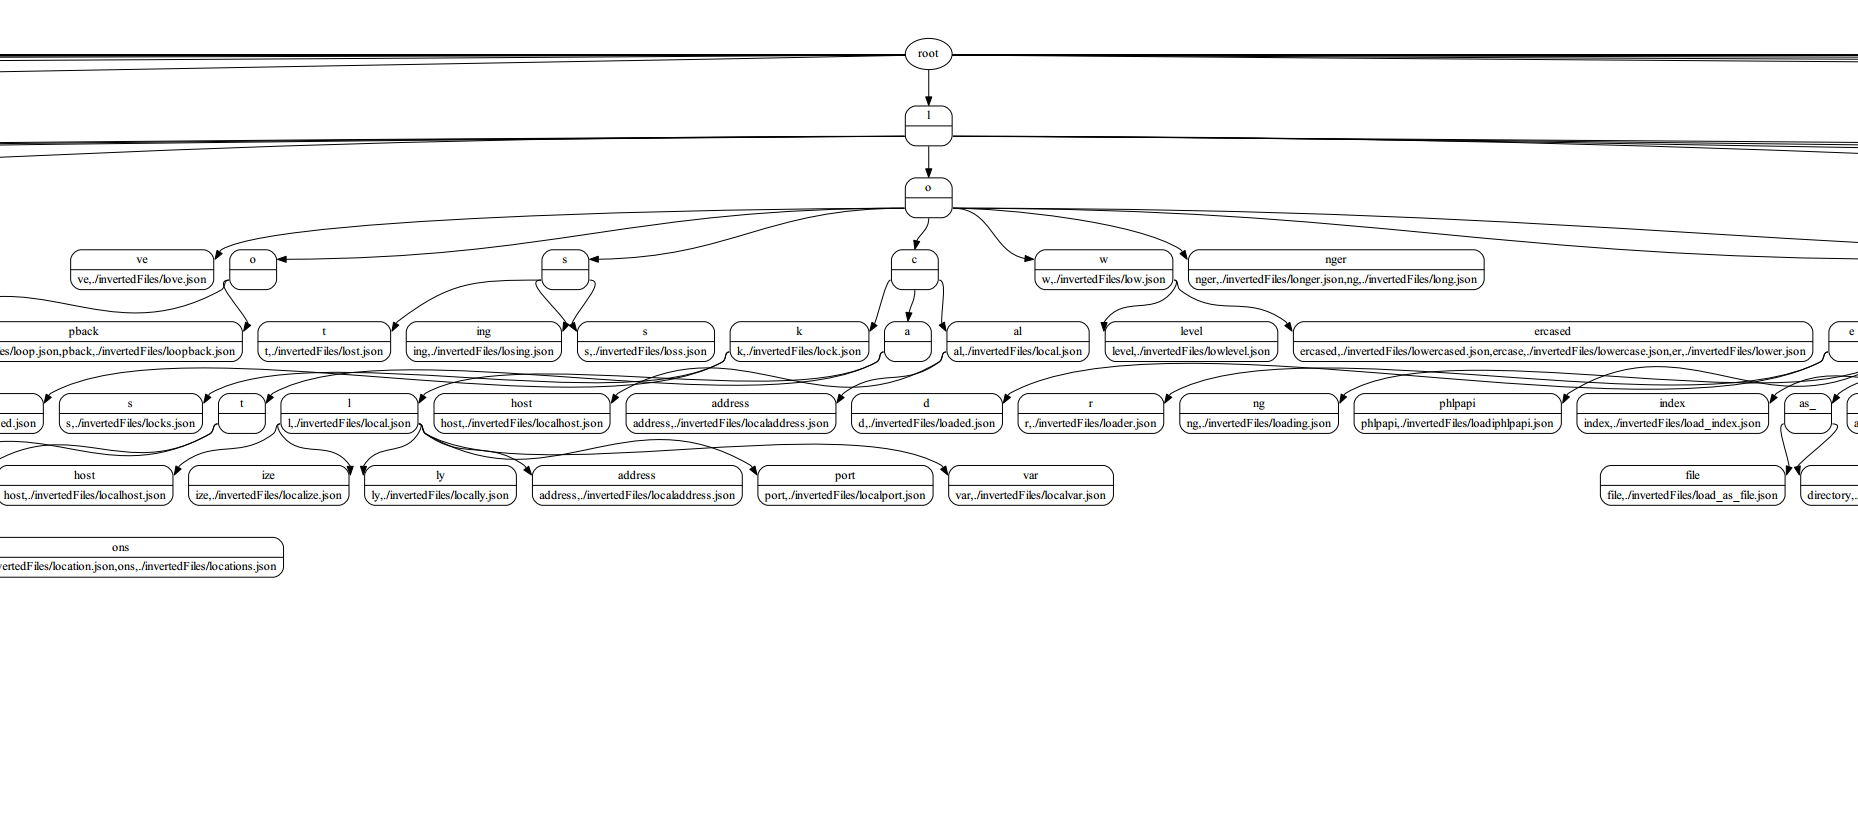 root
l
o
ve
ve,./invertedFiles/love.json
o
s
c
w
w,./invertedFiles/low.json
nger
nger,./invertedFiles/longer.json,ng,./invertedFiles/long.json
pback
es/loop.json,pback,./invertedFiles/loopback.json
t
t,./invertedFiles/lost.json
ing
ing,./invertedFiles/losing.json
s
s,./invertedFiles/loss.json
k
k,./invertedFiles/lock.json
a
al
al,./invertedFiles/local.json
level
level,./invertedFiles/lowlevel.json
ercased
ercased,./invertedFiles/lowercased.json,ercase,./invertedFiles/lowercase.json,er,./invertedFiles/lower.json
e
ed.json
s
s,./invertedFiles/locks.json
t
l
l,./invertedFiles/local.json
host
host,./invertedFiles/localhost.json
address
address,./invertedFiles/localaddress.json
d
d,./invertedFiles/loaded.json
r
r,./invertedFiles/loader.json
ng
ng,./invertedFiles/loading.json
phlpapi
phlpapi,./invertedFiles/loadiphlpapi.json
index
index,./invertedFiles/load_index.json
as_
a
host
host,./invertedFiles/localhost.json
ize
ize,./invertedFiles/localize.json
ly
ly,./invertedFiles/locally.json
address
address,./invertedFiles/localaddress.json
port
port,./invertedFiles/localport.json
var
var,./invertedFiles/localvar.json
file
file,./invertedFiles/load_as_file.json
directory,..
ons
vertedFiles/location.json,ons,./invertedFiles/locations.json